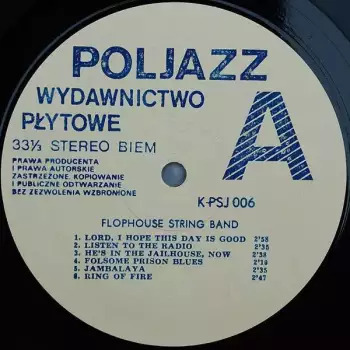 POLJAZZ
WYDAWNICTWO
PŁYTOWE
A
33⅓ STEREO BIEM
PRAWA PRODUCENTA
I PRAWA AUTORSKIE
ZASTRZEŻONE. KOPIOWANIE
I PUBLICZNE ODTWARZANIE
BEZ ZEZWOLENIA WZBRONIONE
K-PSJ 006
FLOPHOUSE STRING BAND
1. LORD, I HOPE THIS DAY IS GOOD 2'58
2. LISTEN TO THE RADIO 2'35
3. HE'S IN THE JAILHOUSE, NOW 2'38
4. FOLSOME PRISON BLUES 2'18
5. JAMBALAYA 2'35
6. RING OF FIRE 2'47